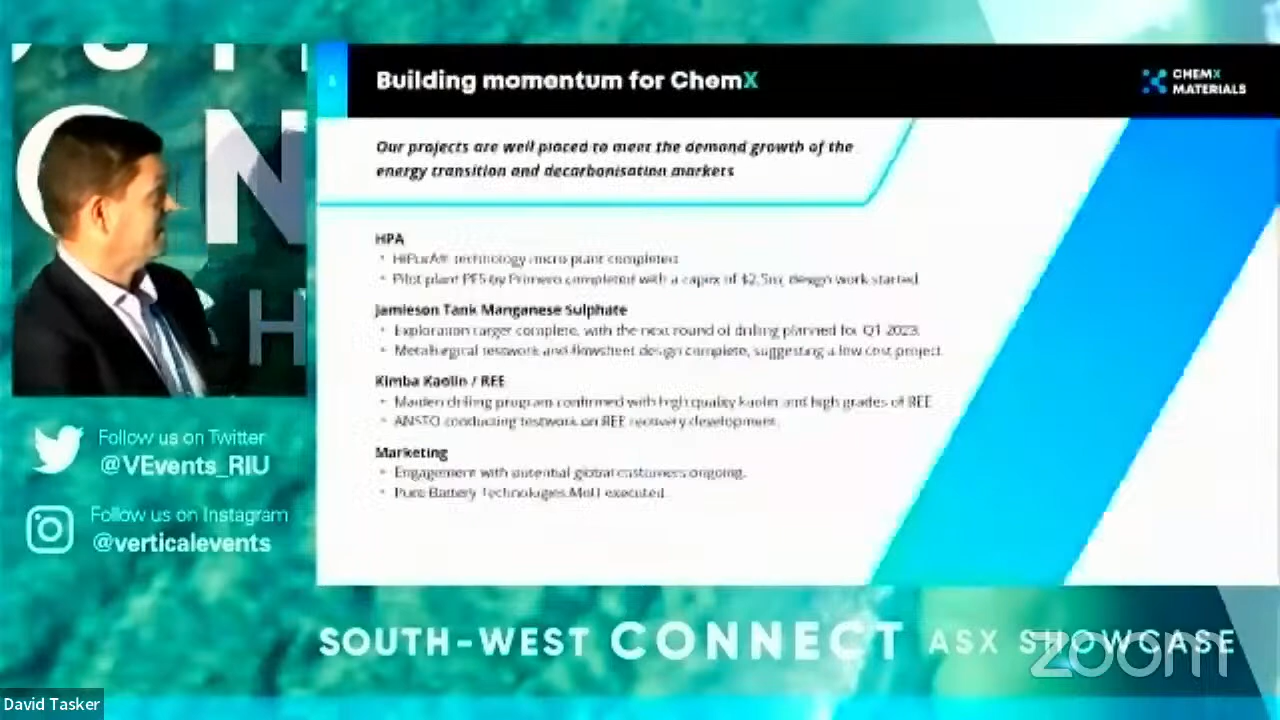 Building momentum for ChemX
CHEMX
MATERIALS
Our projects are well placed to meet the demand growth of the
energy transition and decarbonisation markets
HPA
HiPurA® technology micro plant completed
Pilot plant PFS by Primero completed with a capex of $2.5m, design work started
Jamieson Tank Manganese Sulphate
Exploration target complete, with the next round of drilling planned for Q1 2023.
Metallurgical testwork and flowsheet design complete, suggesting a low cost project
Kimba Kaolin / REE
Maiden drilling program confirmed with high quality kaolin and high grades of REE
ANSTO conducting testwork on REE recovery development.
Marketing
Engagement with potential global customers ongoing.
Pure Battery Technologies MoU executed.
Follow us on Twitter
@VEvents_RIU
Follow us on Instagram
@verticalevents
SOUTH-WEST CONNECT ASX SHOWCASE
zoom
David Tasker